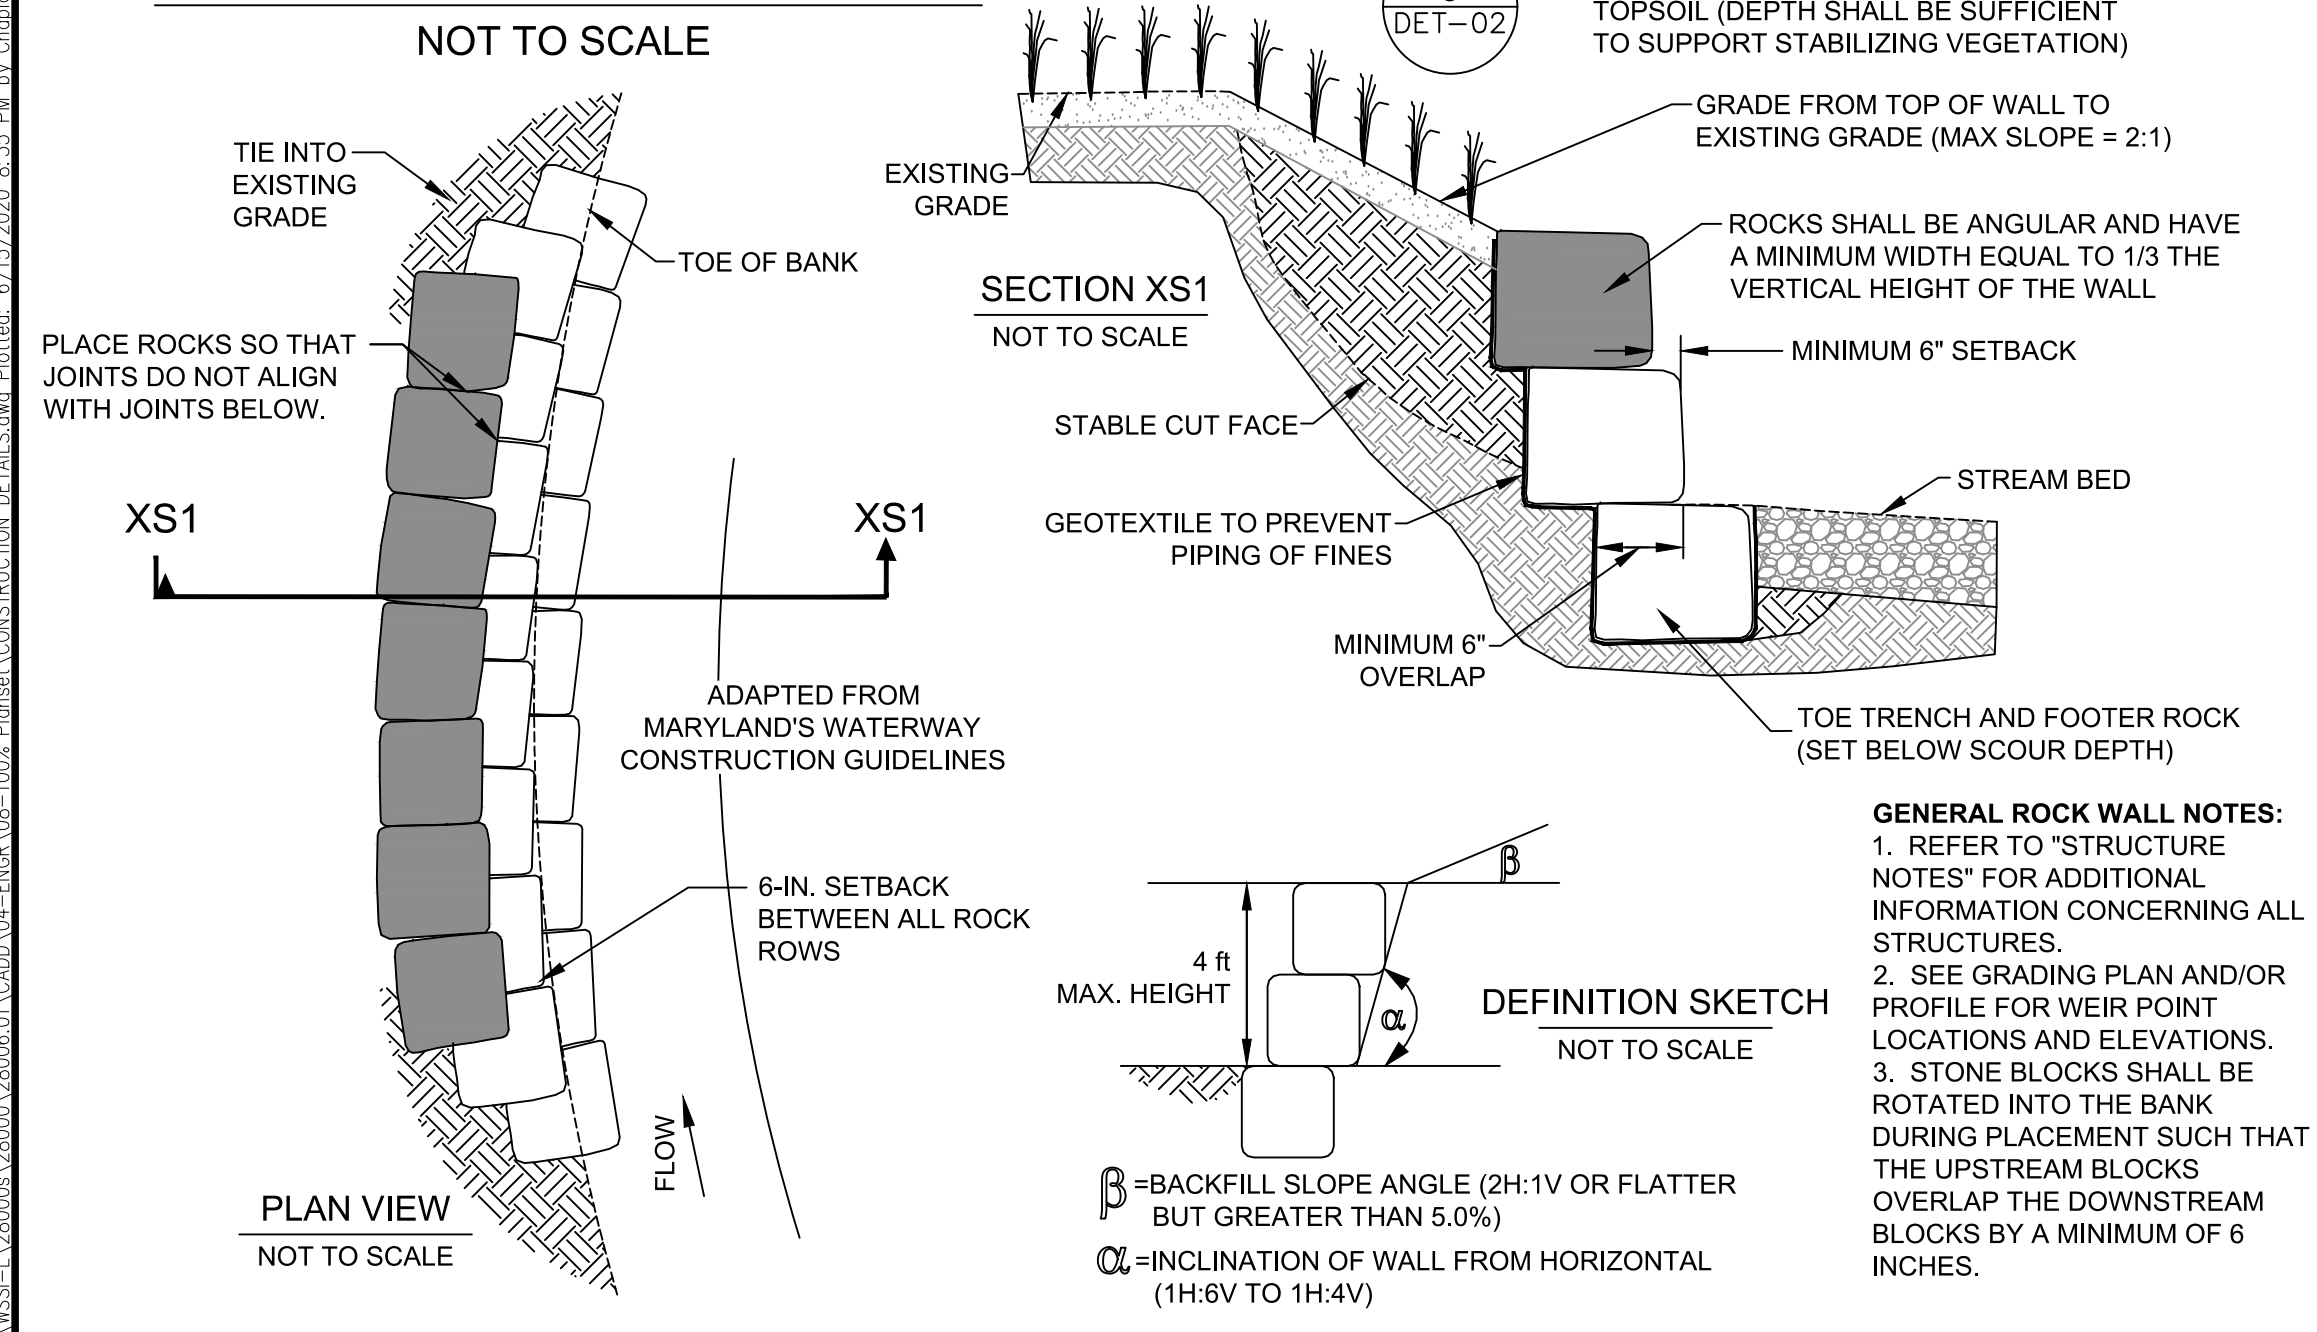 NOT TO SCALE
DET-02
TOPSOIL (DEPTH SHALL BE SUFFICIENT
TO SUPPORT STABILIZING VEGETATION)
GRADE FROM TOP OF WALL TO
EXISTING GRADE (MAX SLOPE = 2:1)
TIE INTO
EXISTING
GRADE
TOE OF BANK
PLACE ROCKS SO THAT
JOINTS DO NOT ALIGN
WITH JOINTS BELOW.
XS1
XS1
ADAPTED FROM
MARYLAND'S WATERWAY
CONSTRUCTION GUIDELINES
6-IN. SETBACK
BETWEEN ALL ROCK
ROWS
FLOW
PLAN VIEW
NOT TO SCALE
EXISTING
GRADE
SECTION XS1
NOT TO SCALE
ROCKS SHALL BE ANGULAR AND HAVE
A MINIMUM WIDTH EQUAL TO 1/3 THE
VERTICAL HEIGHT OF THE WALL
MINIMUM 6" SETBACK
STABLE CUT FACE
STREAM BED
GEOTEXTILE TO PREVENT
PIPING OF FINES
MINIMUM 6"
OVERLAP
TOE TRENCH AND FOOTER ROCK
(SET BELOW SCOUR DEPTH)
β
4 ft
MAX. HEIGHT
α
DEFINITION SKETCH
NOT TO SCALE
β =BACKFILL SLOPE ANGLE (2H:1V OR FLATTER
BUT GREATER THAN 5.0%)
α =INCLINATION OF WALL FROM HORIZONTAL
(1H:6V TO 1H:4V)
GENERAL ROCK WALL NOTES:
1. REFER TO "STRUCTURE
NOTES" FOR ADDITIONAL
INFORMATION CONCERNING ALL
STRUCTURES.
2. SEE GRADING PLAN AND/OR
PROFILE FOR WEIR POINT
LOCATIONS AND ELEVATIONS.
3. STONE BLOCKS SHALL BE
ROTATED INTO THE BANK
DURING PLACEMENT SUCH THAT
THE UPSTREAM BLOCKS
OVERLAP THE DOWNSTREAM
BLOCKS BY A MINIMUM OF 6
INCHES.